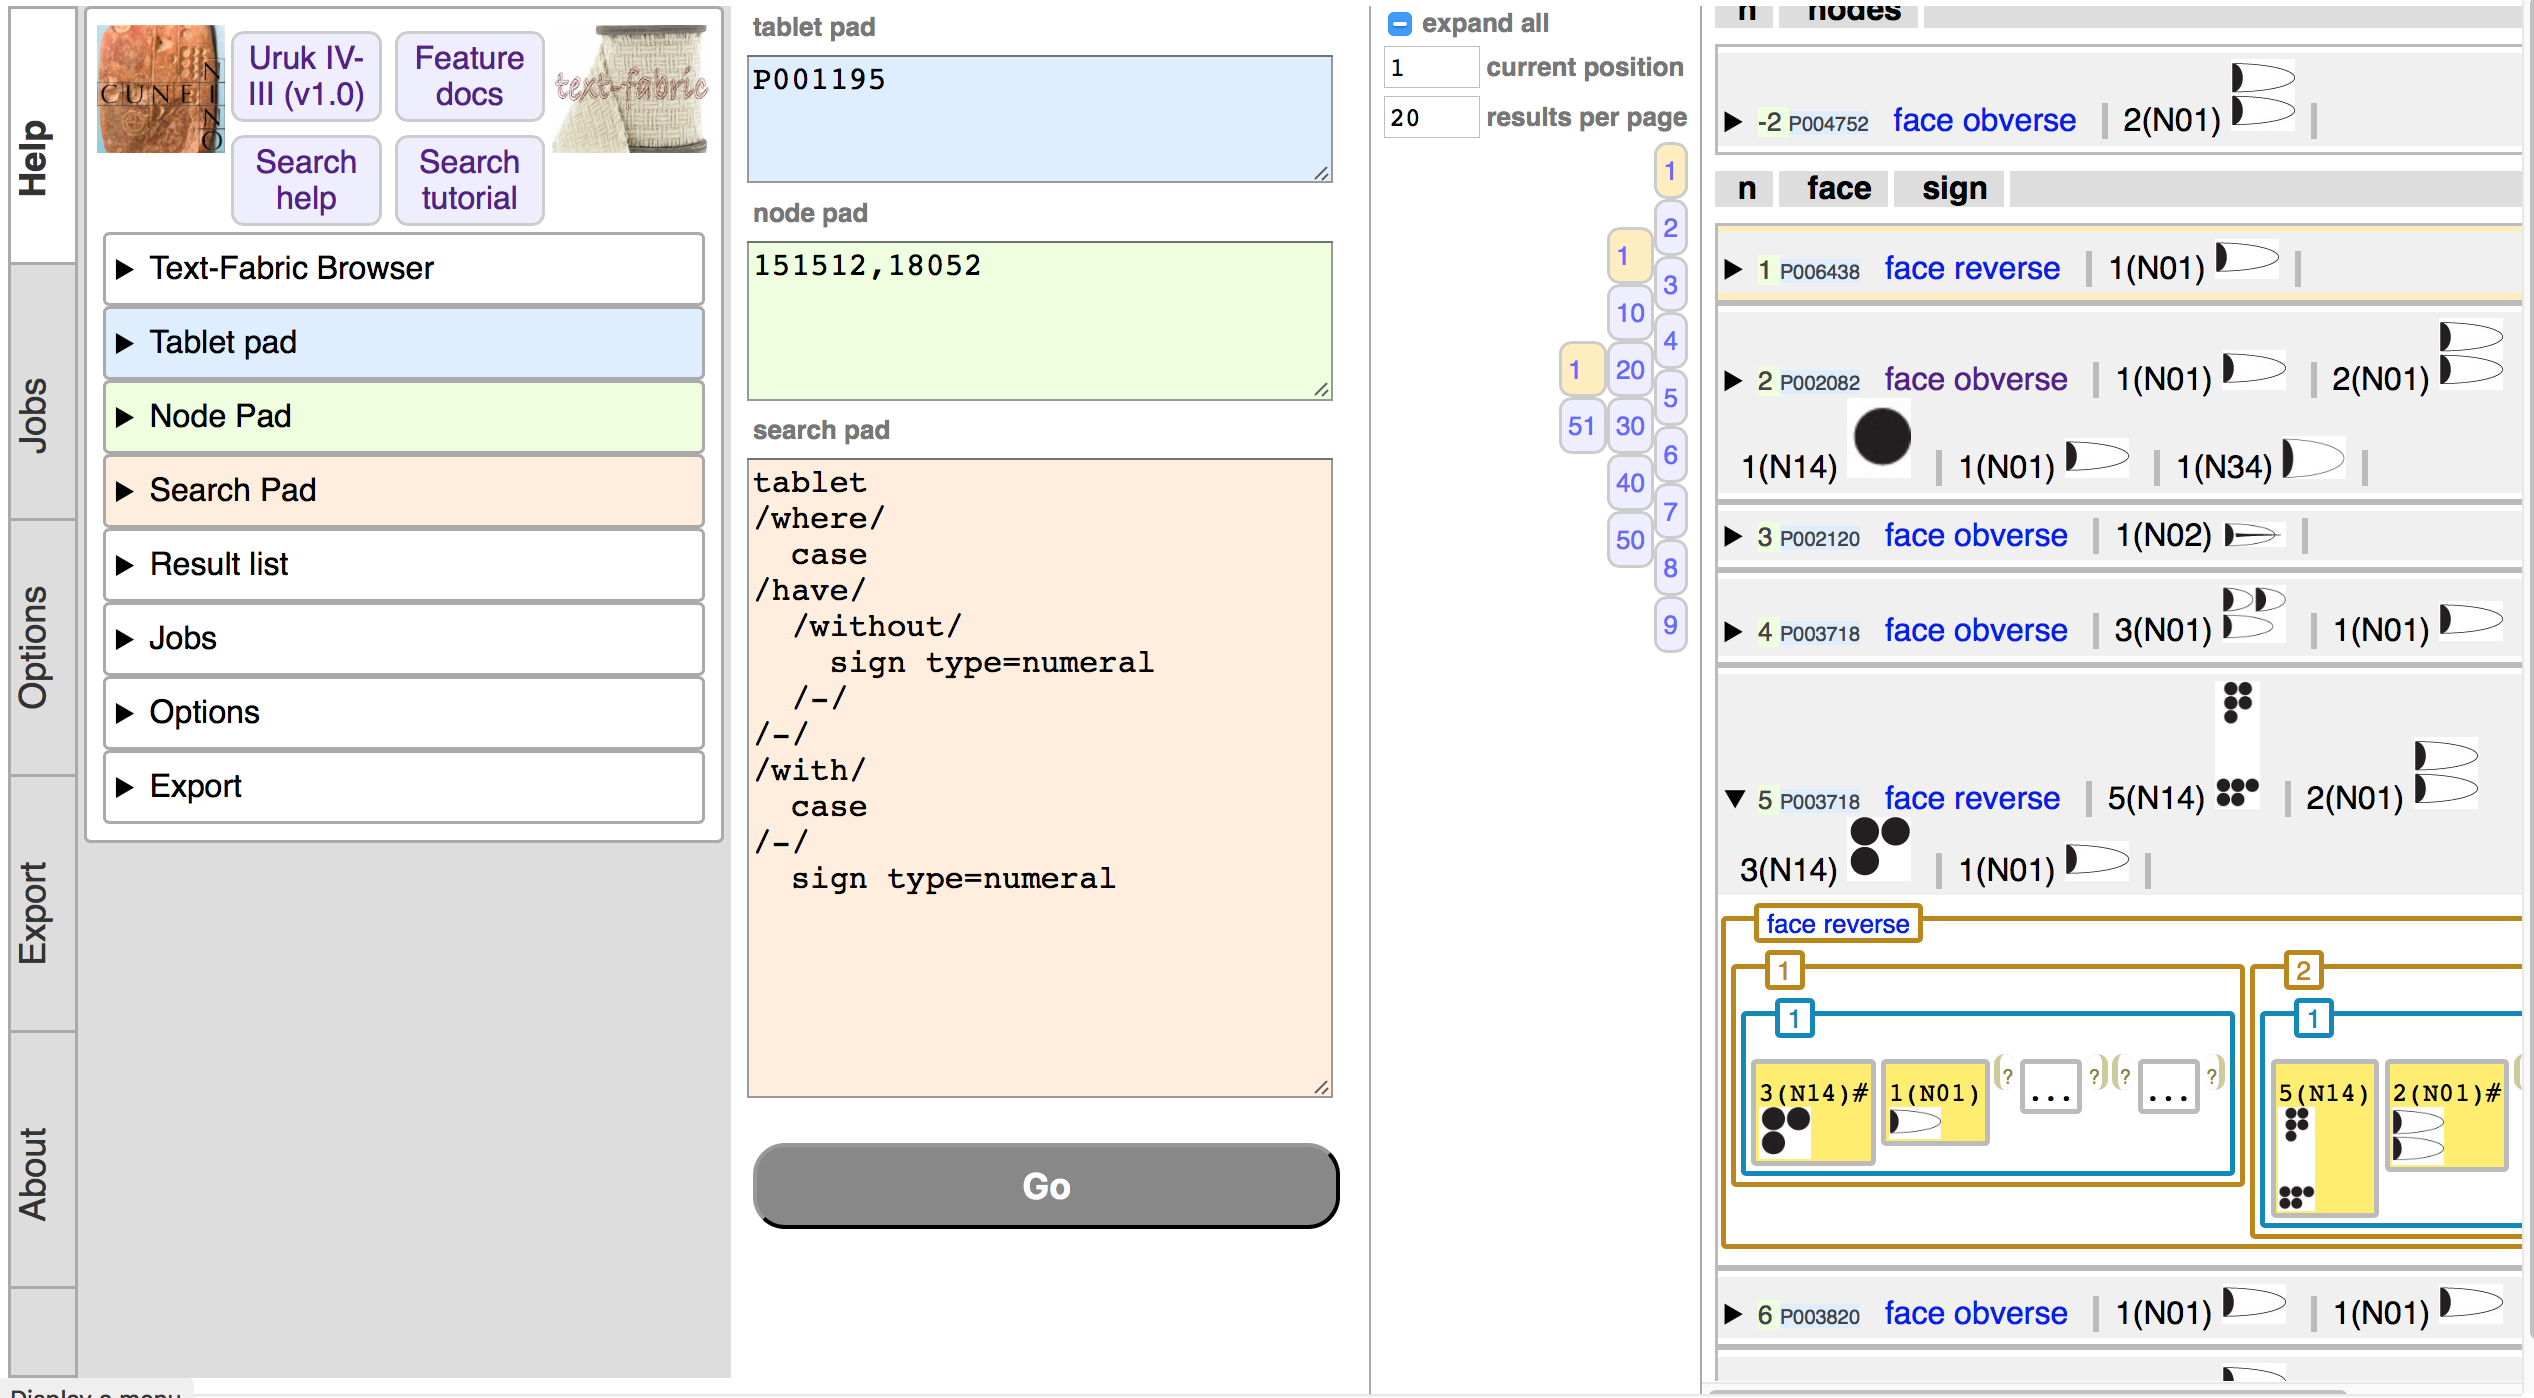 Help
Jobs
Options
Export
About
CUNEI
NINO
Uruk IV-
III (v1.0)
Feature
docs
Search
help
Search
tutorial
text-fabric
▶ Text-Fabric Browser
▶ Tablet pad
▶ Node Pad
▶ Search Pad
▶ Result list
▶ Jobs
▶ Options
▶ Export
tablet pad
P001195
node pad
151512,18052
search pad
tablet
/where/
  case
/have/
  /without/
    sign type=numeral
  /-/
/-/
/with/
  case
/-/
  sign type=numeral
Go
expand all
1 current position
20 results per page
1
2
3
4
5
6
7
8
9
1
10
20
30
40
50
1
51
n nodes
▶ -2 P004752 face obverse | 2(N01) |
n face sign
▶ 1 P006438 face reverse | 1(N01) |
▶ 2 P002082 face obverse | 1(N01) | 2(N01)
1(N14) | 1(N01) | 1(N34) |
▶ 3 P002120 face obverse | 1(N02) |
▶ 4 P003718 face obverse | 3(N01) | 1(N01)
▼ 5 P003718 face reverse | 5(N14) | 2(N01)
3(N14) | 1(N01) |
face reverse
1
2
1
1
3(N14)# 1(N01) ? ... ? ? ... ?
5(N14) 2(N01)#
▶ 6 P003820 face obverse | 1(N01) | 1(N01)
Display a menu